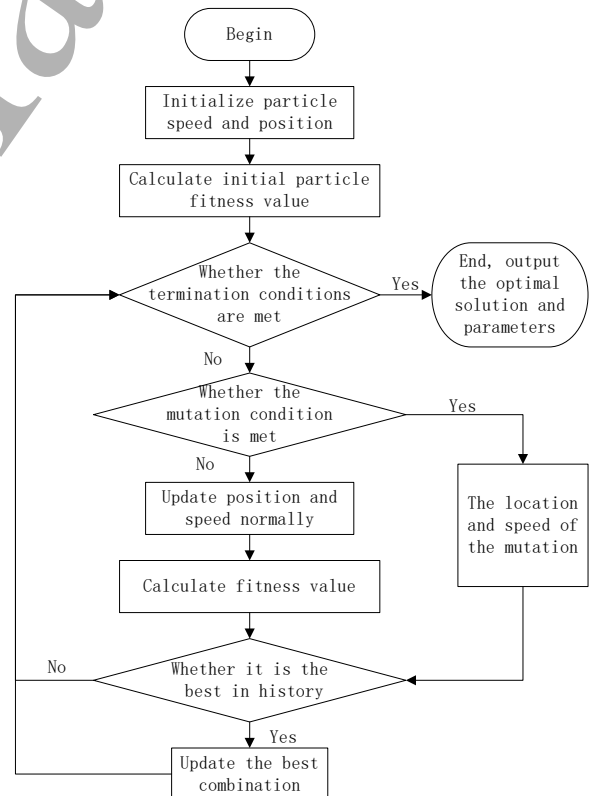 Begin
Initialize particle
speed and position
Calculate initial particle
fitness value
Whether the
termination conditions
are met
Yes
End, output
the optimal
solution and
parameters
No
Whether the
mutation condition
is met
Yes
No
Update position and
speed normally
The location
and speed of
the mutation
Calculate fitness value
Whether it is the
best in history
No
Yes
Update the best
combination